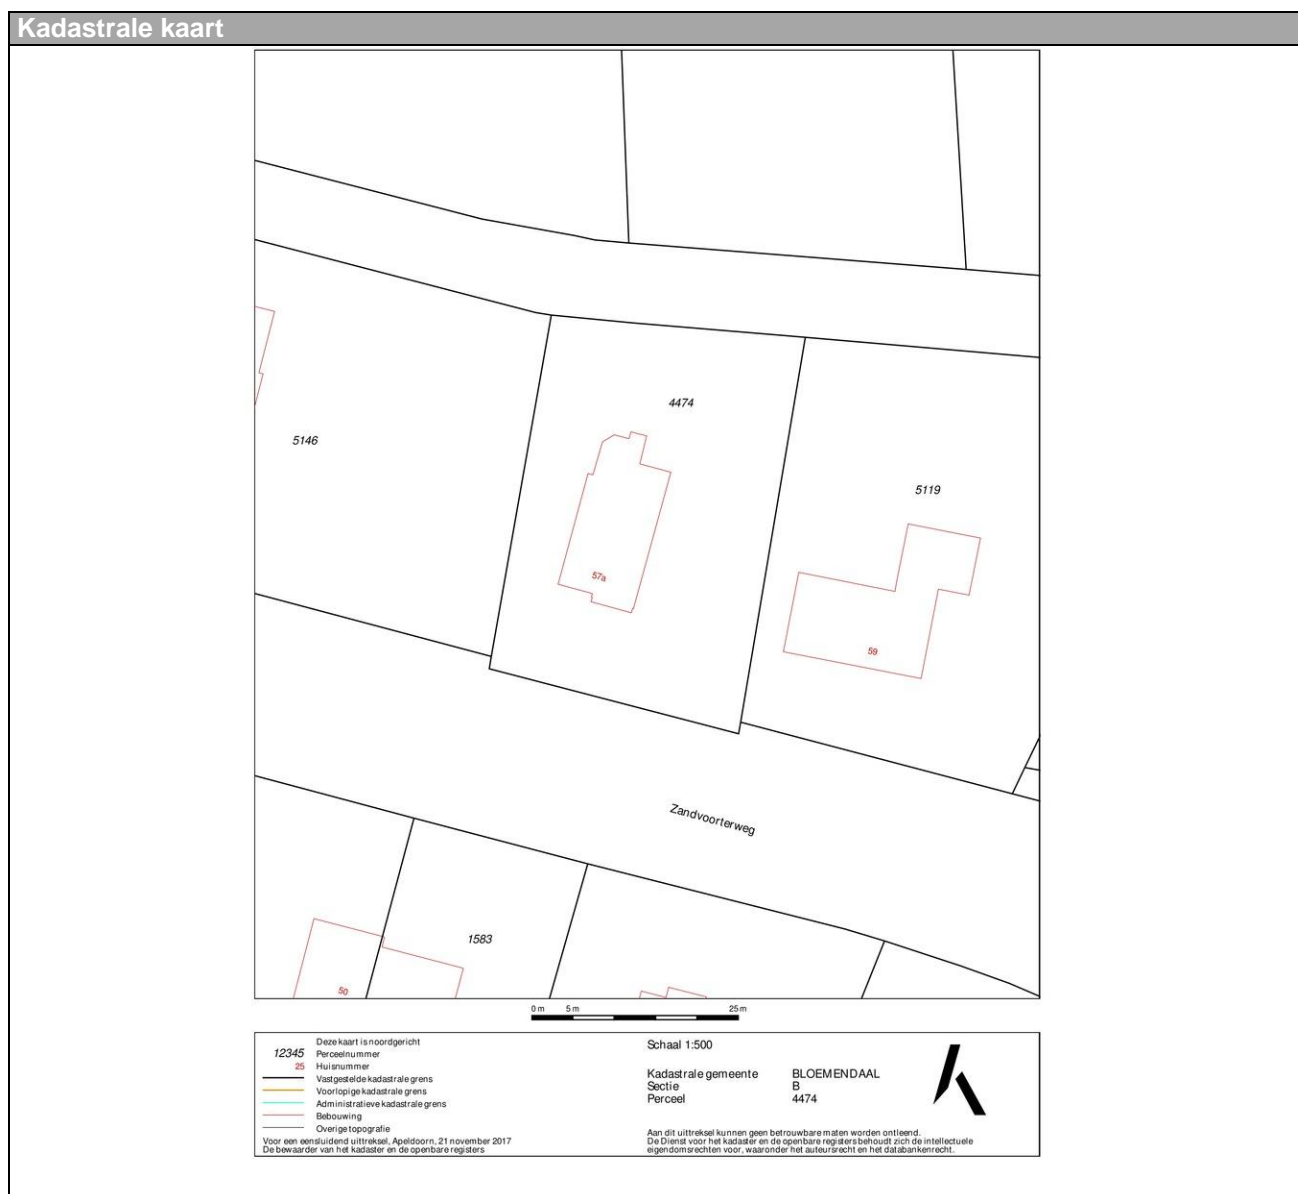 Kadastrale kaart
4474
5146
5119
57a
59
Zandvoorterweg
1583
50
0 m 5 m 25 m
Deze kaart is noordgericht
12345 Perceelnummer
25 Huisnummer
Vastgestelde kadastrale grens
Voorlopige kadastrale grens
Administratieve kadastrale grens
Bebouwing
Overige topografie
Voor een eensluidend uittreksel, Apeldoorn, 21 november 2017
De bewaarder van het kadaster en de openbare registers
Schaal 1:500
Kadastrale gemeente BLOEMENDAAL
Sectie B
Perceel 4474
Aan dit uittreksel kunnen geen betrouwbare maten worden ontleend.
De Dienst voor het kadaster en de openbare registers behoudt zich de intellectuele
eigendomsrechten voor, waaronder het auteursrecht en het databankenrecht.